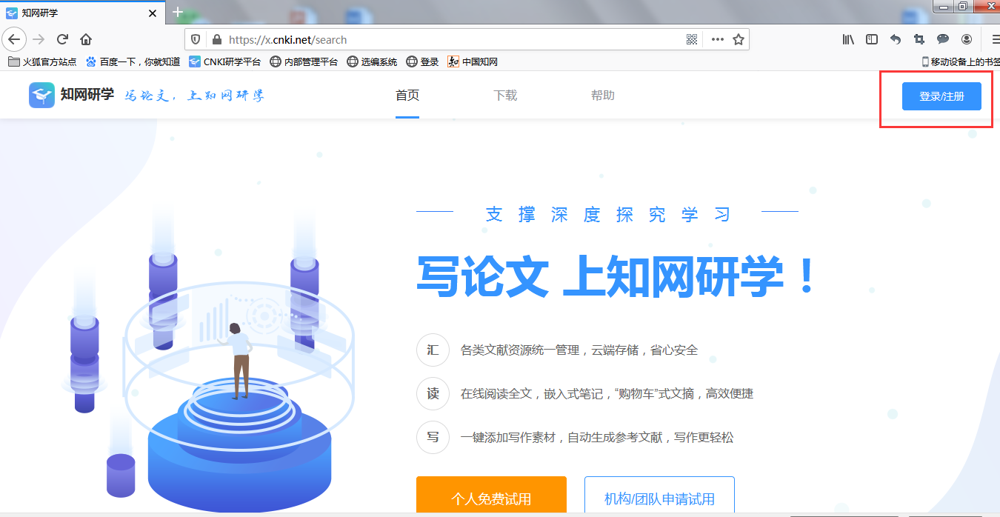 知网研学
https://x.cnki.net/search
火狐官方站点 百度一下，你就知道 CNKI研学平台 内部管理平台 选编系统 登录 中国知网 移动设备上的书签
知网研学 写论文，上知网研学 首页 下载 帮助 登录/注册
支撑深度探究学习
写论文 上知网研学！
汇 各类文献资源统一管理，云端存储，省心安全
读 在线阅读全文，嵌入式笔记，“购物车”式文摘，高效便捷
写 一键添加写作素材，自动生成参考文献，写作更轻松
个人免费试用 机构/团队申请试用